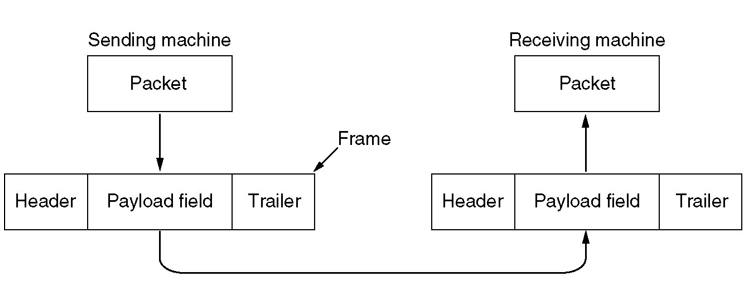 Sending machine
Receiving machine
Packet
Packet
Frame
Header
Payload field
Trailer
Header
Payload field
Trailer